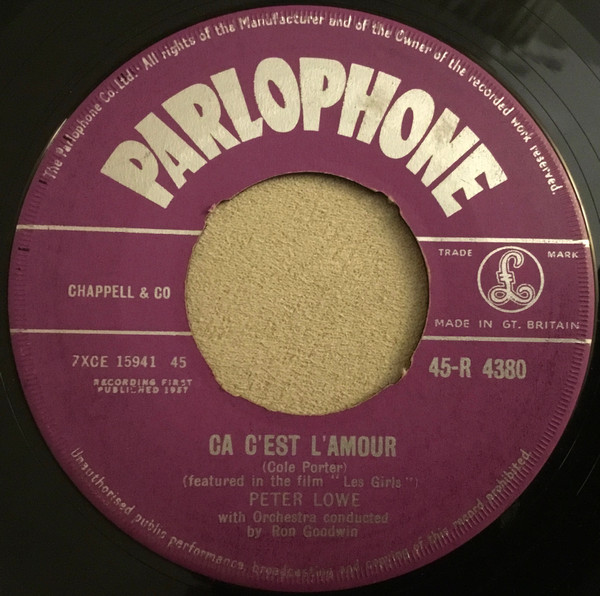 The Parlophone Co. Ltd. All rights of the Manufacturer and of the Owner of the recorded work reserved.
PARLOPHONE
TRADE MARK
£
CHAPPELL & CO
MADE IN GT. BRITAIN
7XCE 15941 45
45-R 4380
RECORDING FIRST
PUBLISHED 1957
CA C'EST L'AMOUR
(Cole Porter)
(featured in the film "Les Girls")
PETER LOWE
with Orchestra conducted
by Ron Goodwin
Unauthorised public performance, broadcasting and copying of this record prohibited.